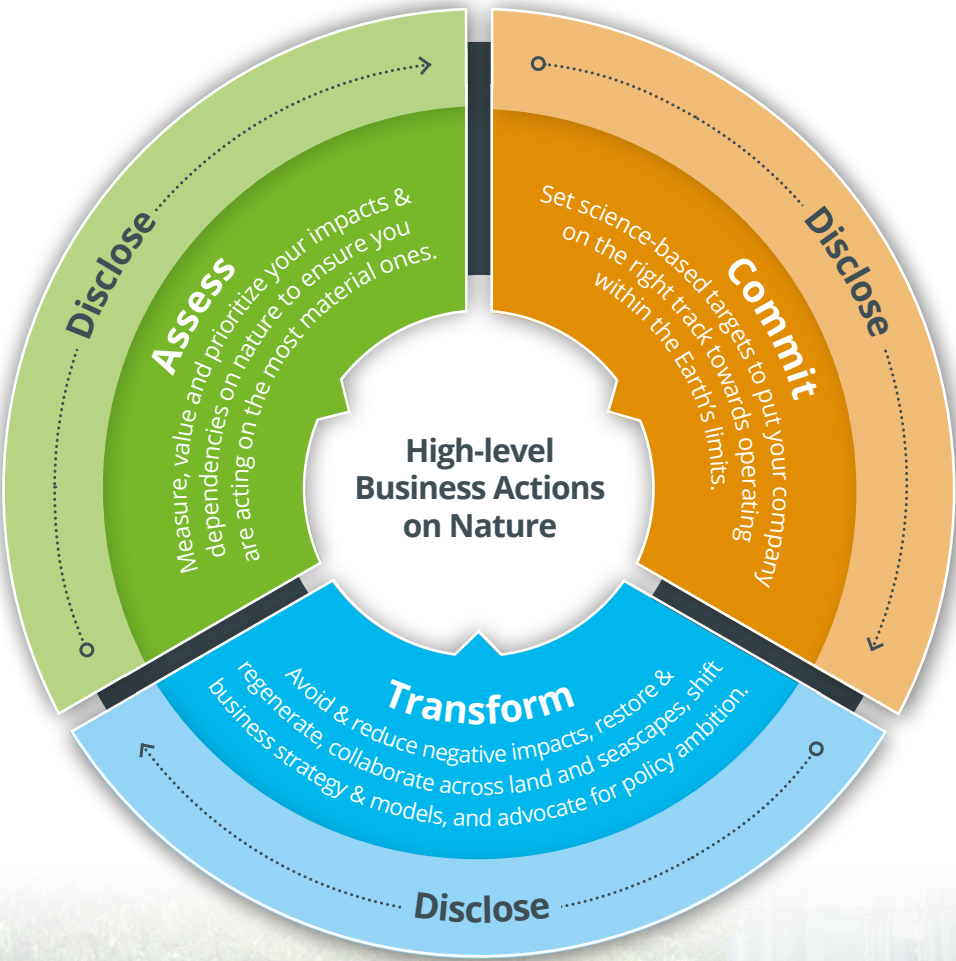 High-level
Business Actions
on Nature
Disclose
Assess
Measure, value and prioritize your impacts &
dependencies on nature to ensure you
are acting on the most material ones.
Disclose
Commit
Set science-based targets to put your company
on the right track towards operating
within the Earth's limits.
Transform
Avoid & reduce negative impacts, restore &
regenerate, collaborate across land and seascapes, shift
business strategy & models, and advocate for policy ambition.
Disclose